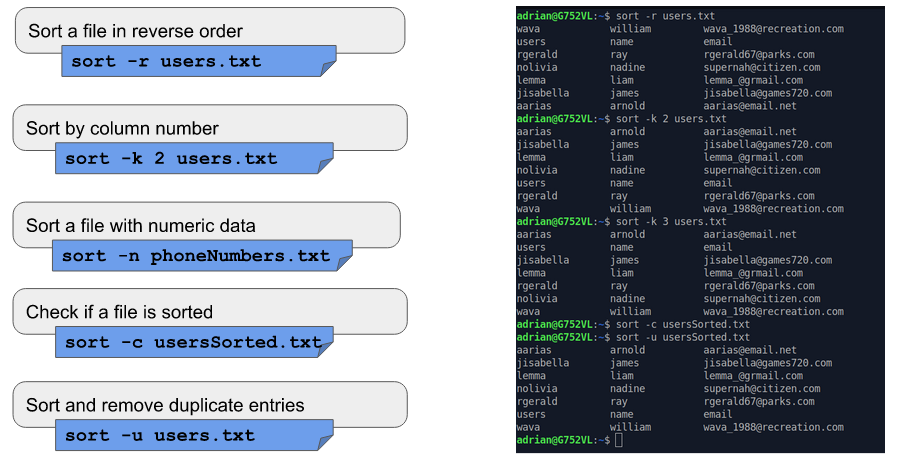 Sort a file in reverse order
sort -r users.txt
Sort by column number
sort -k 2 users.txt
Sort a file with numeric data
sort -n phoneNumbers.txt
Check if a file is sorted
sort -c usersSorted.txt
Sort and remove duplicate entries
sort -u users.txt
adrian@G752VL:~$ sort -r users.txt
wava william wava_1988@recreation.com
users name email
rgerald ray rgerald67@parks.com
nolivia nadine supernah@citizen.com
lemma liam lemma_@grmail.com
jisabella james jisabella@games720.com
aarias arnold aarias@email.net
adrian@G752VL:~$ sort -k 2 users.txt
aarias arnold aarias@email.net
jisabella james jisabella@games720.com
lemma liam lemma_@grmail.com
nolivia nadine supernah@citizen.com
users name email
rgerald ray rgerald67@parks.com
wava william wava_1988@recreation.com
adrian@G752VL:~$ sort -k 3 users.txt
aarias arnold aarias@email.net
users name email
jisabella james jisabella@games720.com
lemma liam lemma_@grmail.com
rgerald ray rgerald67@parks.com
nolivia nadine supernah@citizen.com
wava william wava_1988@recreation.com
adrian@G752VL:~$ sort -c usersSorted.txt
adrian@G752VL:~$ sort -u usersSorted.txt
aarias arnold aarias@email.net
jisabella james jisabella@games720.com
lemma liam lemma_@grmail.com
nolivia nadine supernah@citizen.com
rgerald ray rgerald67@parks.com
users name email
wava william wava_1988@recreation.com
adrian@G752VL:~$